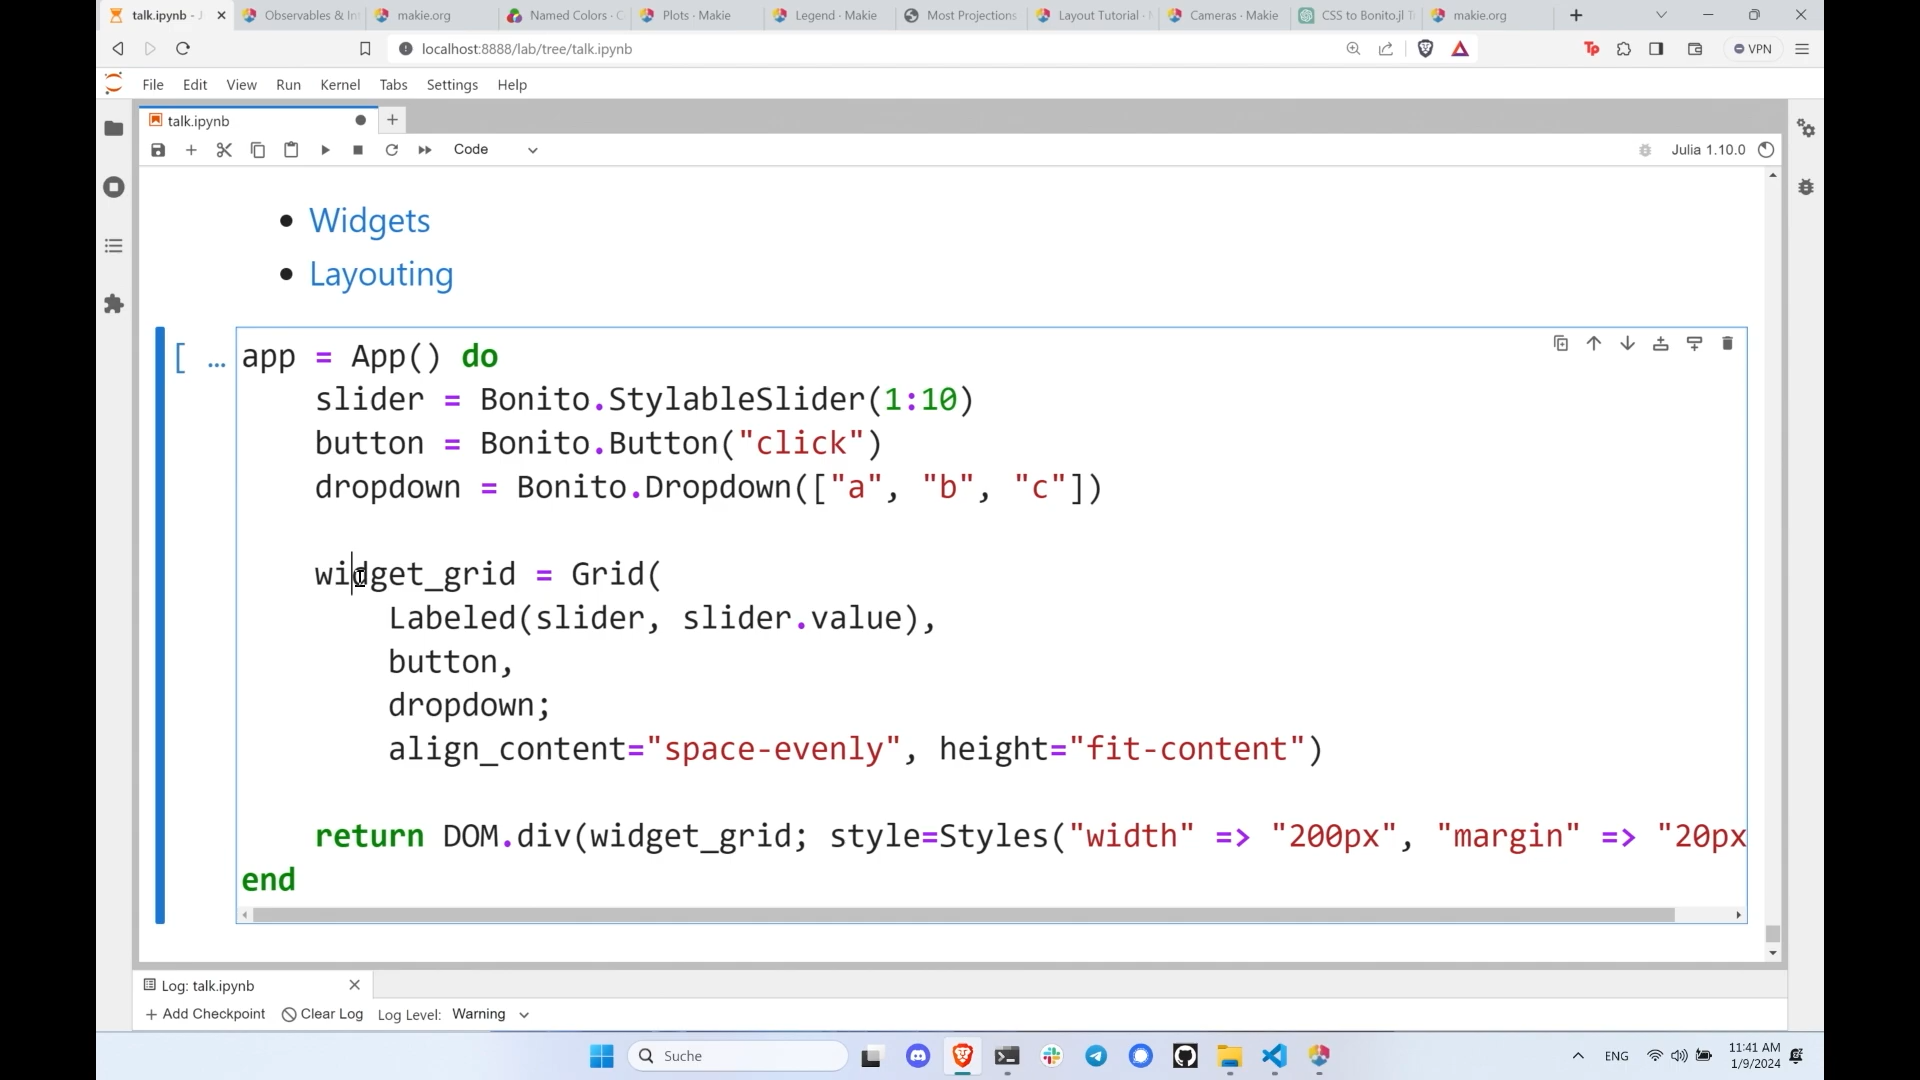 talk.ipynb - J
Observables & In
makie.org
Named Colors · C
Plots · Makie
Legend · Makie
Most Projections
Layout Tutorial ·
Cameras · Makie
CSS to Bonito.jl T
makie.org
localhost:8888/lab/tree/talk.ipynb
Tp
VPN
File Edit View Run Kernel Tabs Settings Help
talk.ipynb
Code
Julia 1.10.0
• Widgets
• Layouting
[ …
app = App() do
slider = Bonito.StylableSlider(1:10)
button = Bonito.Button("click")
dropdown = Bonito.Dropdown(["a", "b", "c"])
widget_grid = Grid(
Labeled(slider, slider.value),
button,
dropdown;
align_content="space-evenly", height="fit-content")
return DOM.div(widget_grid; style=Styles("width" => "200px", "margin" => "20px
end
Log: talk.ipynb
+ Add Checkpoint Clear Log Log Level: Warning
Suche
ENG
11:41 AM
1/9/2024